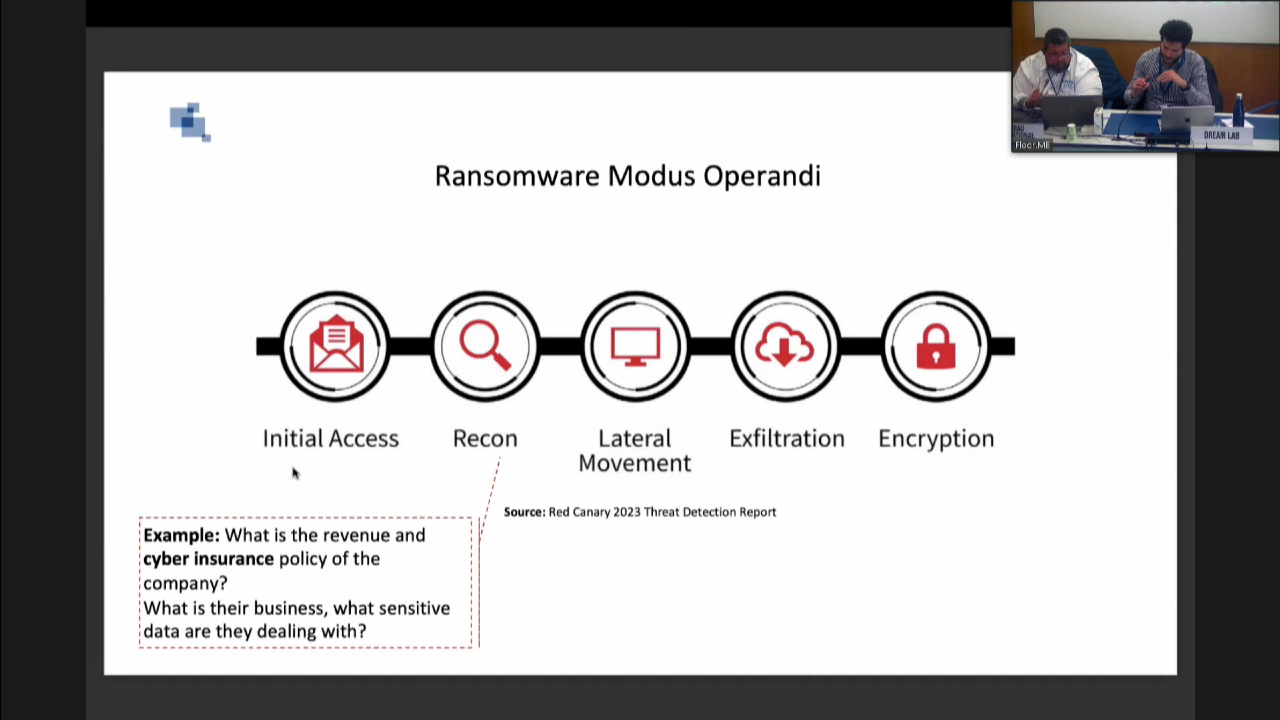 DREAM LAB
Floor.ME
Ransomware Modus Operandi
Initial Access
Recon
Lateral
Movement
Exfiltration
Encryption
Source: Red Canary 2023 Threat Detection Report
Example: What is the revenue and
cyber insurance policy of the
company?
What is their business, what sensitive
data are they dealing with?